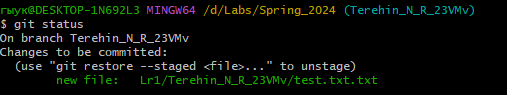 гыук@DESKTOP-1N692L3 MINGW64 /d/Labs/Spring_2024 (Terehin_N_R_23VMv)
$ git status
On branch Terehin_N_R_23VMv
Changes to be committed:
  (use "git restore --staged <file>..." to unstage)
        new file:   Lr1/Terehin_N_R_23VMv/test.txt.txt